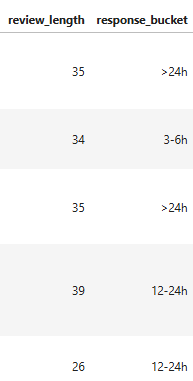 review_length response_bucket
35 >24h
34 3-6h
35 >24h
39 12-24h
26 12-24h